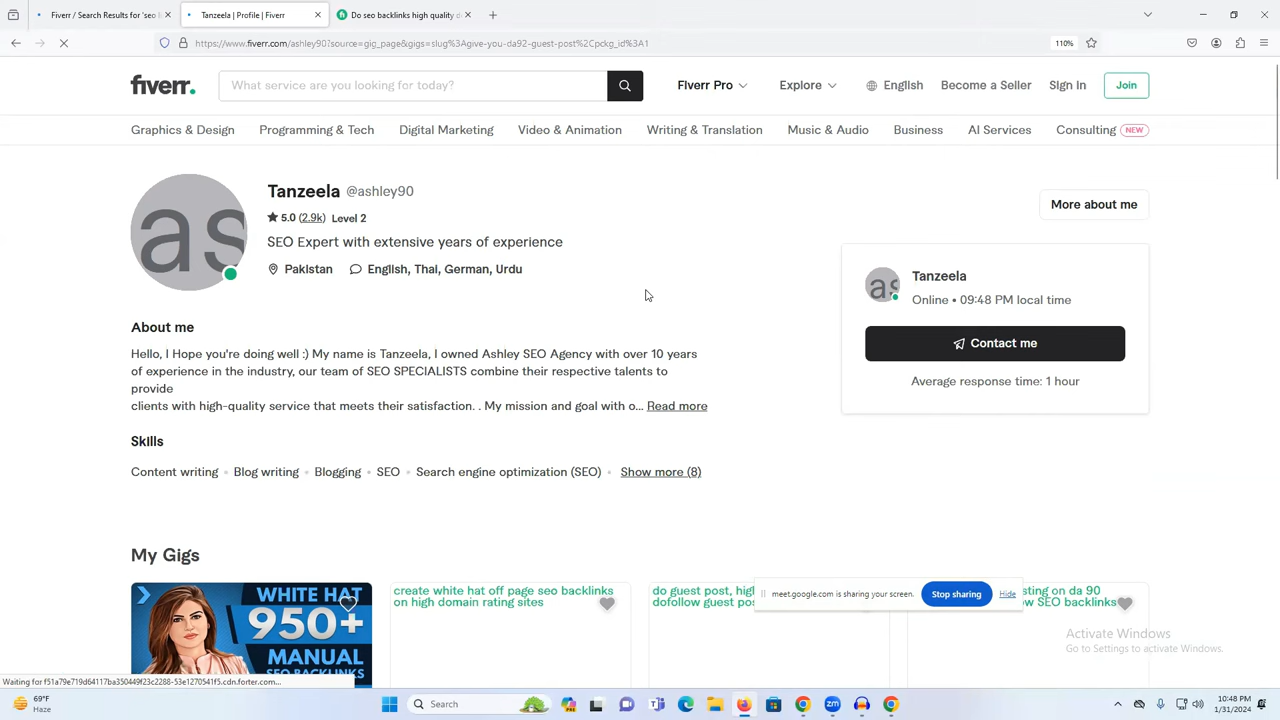 Fiverr / Search Results for 'seo
Tanzeela | Profile | Fiverr
Do seo backlinks high quality d
https://www.fiverr.com/ashley90?source=gig_page&gigs=slug%3Agive-you-da92-guest-post%2Cpckg_id%3A1
110%
fiverr.
What service are you looking for today?
Fiverr Pro
Explore
English
Become a Seller
Sign In
Join
Graphics & Design
Programming & Tech
Digital Marketing
Video & Animation
Writing & Translation
Music & Audio
Business
AI Services
Consulting NEW
as
Tanzeela @ashley90
5.0 (2.9k) Level 2
SEO Expert with extensive years of experience
Pakistan
English, Thai, German, Urdu
More about me
as
Tanzeela
Online • 09:48 PM local time
Contact me
Average response time: 1 hour
About me
Hello, I Hope you're doing well :) My name is Tanzeela, I owned Ashley SEO Agency with over 10 years
of experience in the industry, our team of SEO SPECIALISTS combine their respective talents to
provide
clients with high-quality service that meets their satisfaction. . My mission and goal with o... Read more
Skills
Content writing • Blog writing • Blogging • SEO • Search engine optimization (SEO) • Show more (8)
My Gigs
WHITE HAT
950+
MANUAL
SEO BACKLINKS
create white hat off page seo backlinks
on high domain rating sites
do guest post, high
dofollow guest pos
sting on da 90
w SEO backlinks
meet.google.com is sharing your screen.
Stop sharing
Hide
Activate Windows
Go to Settings to activate Windows.
Waiting for f51a79e719d64117ba350449f23c2288-53e1270541f5.cdn.forter.com...
69°F
Haze
Search
10:48 PM
1/31/2024